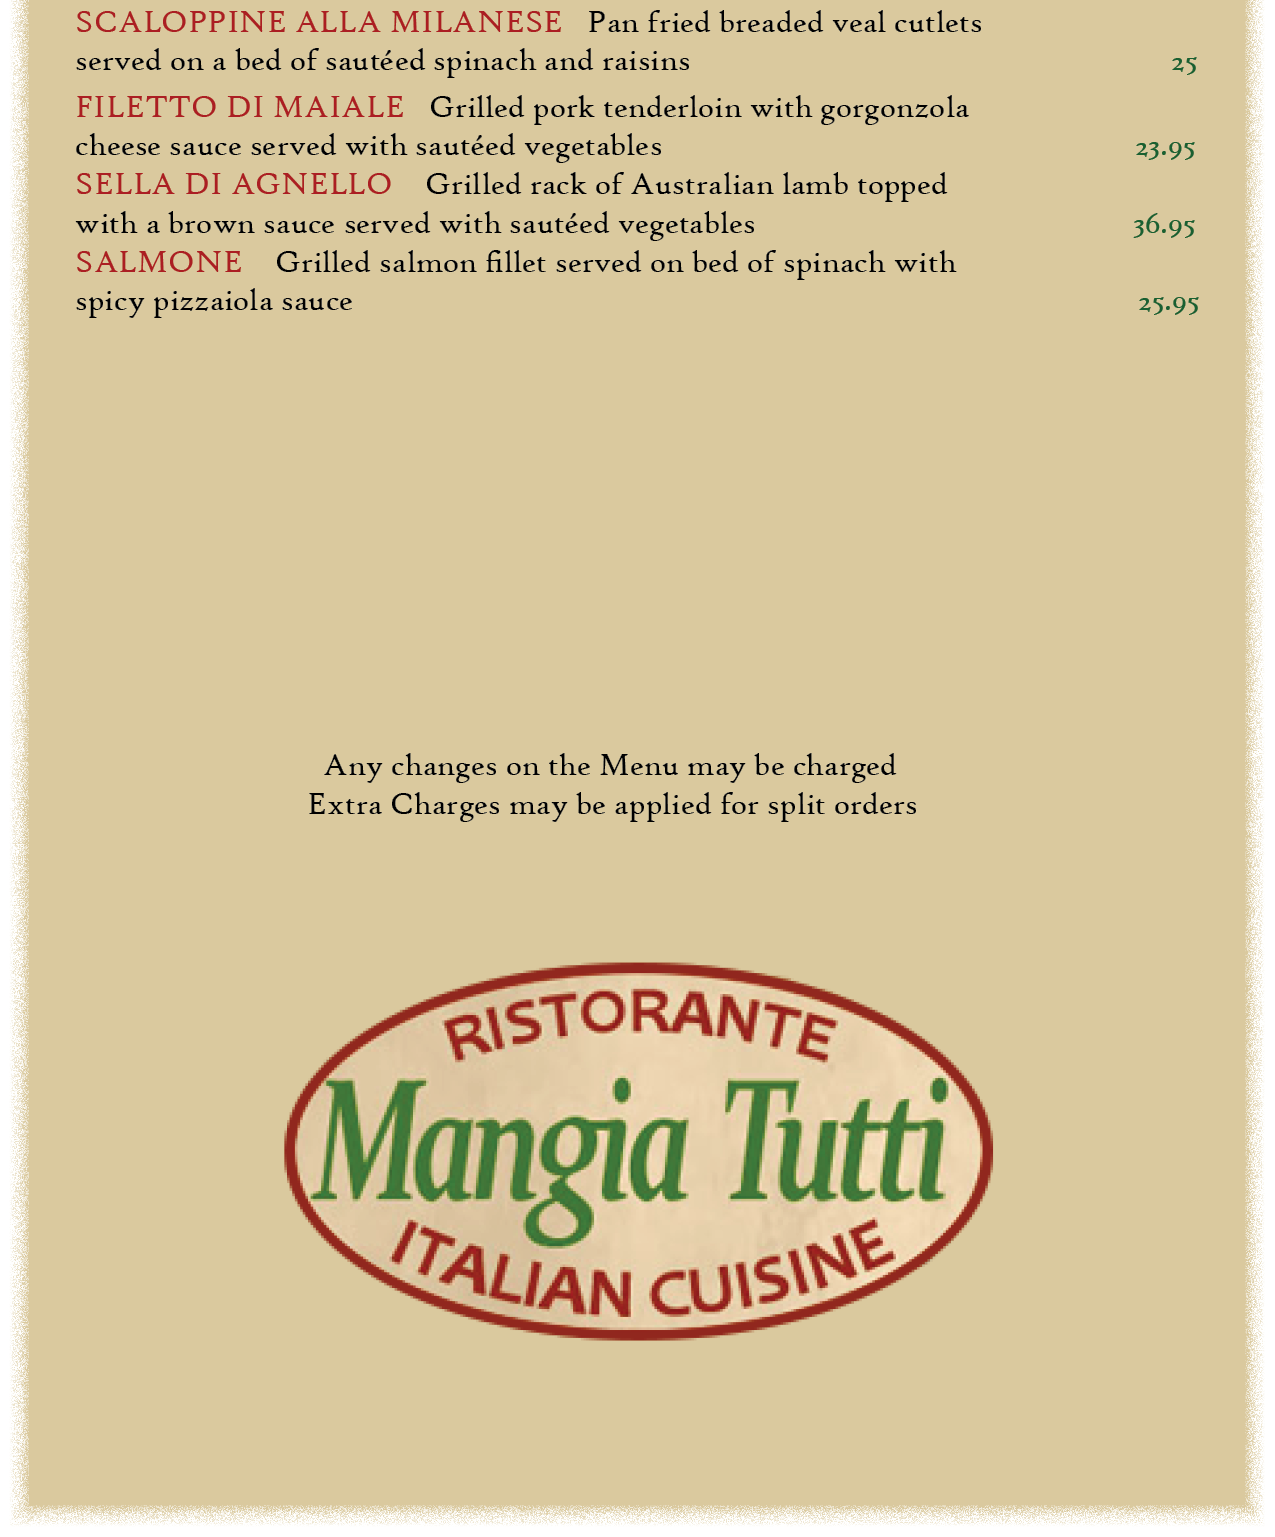 SCALOPPINE ALLA MILANESE Pan fried breaded veal cutlets
served on a bed of sautéed spinach and raisins 25
FILETTO DI MAIALE Grilled pork tenderloin with gorgonzola
cheese sauce served with sautéed vegetables 23.95
SELLA DI AGNELLO Grilled rack of Australian lamb topped
with a brown sauce served with sautéed vegetables 36.95
SALMONE Grilled salmon fillet served on bed of spinach with
spicy pizzaiola sauce 25.95
Any changes on the Menu may be charged
Extra Charges may be applied for split orders
RISTORANTE
Mangia Tutti
ITALIAN CUISINE